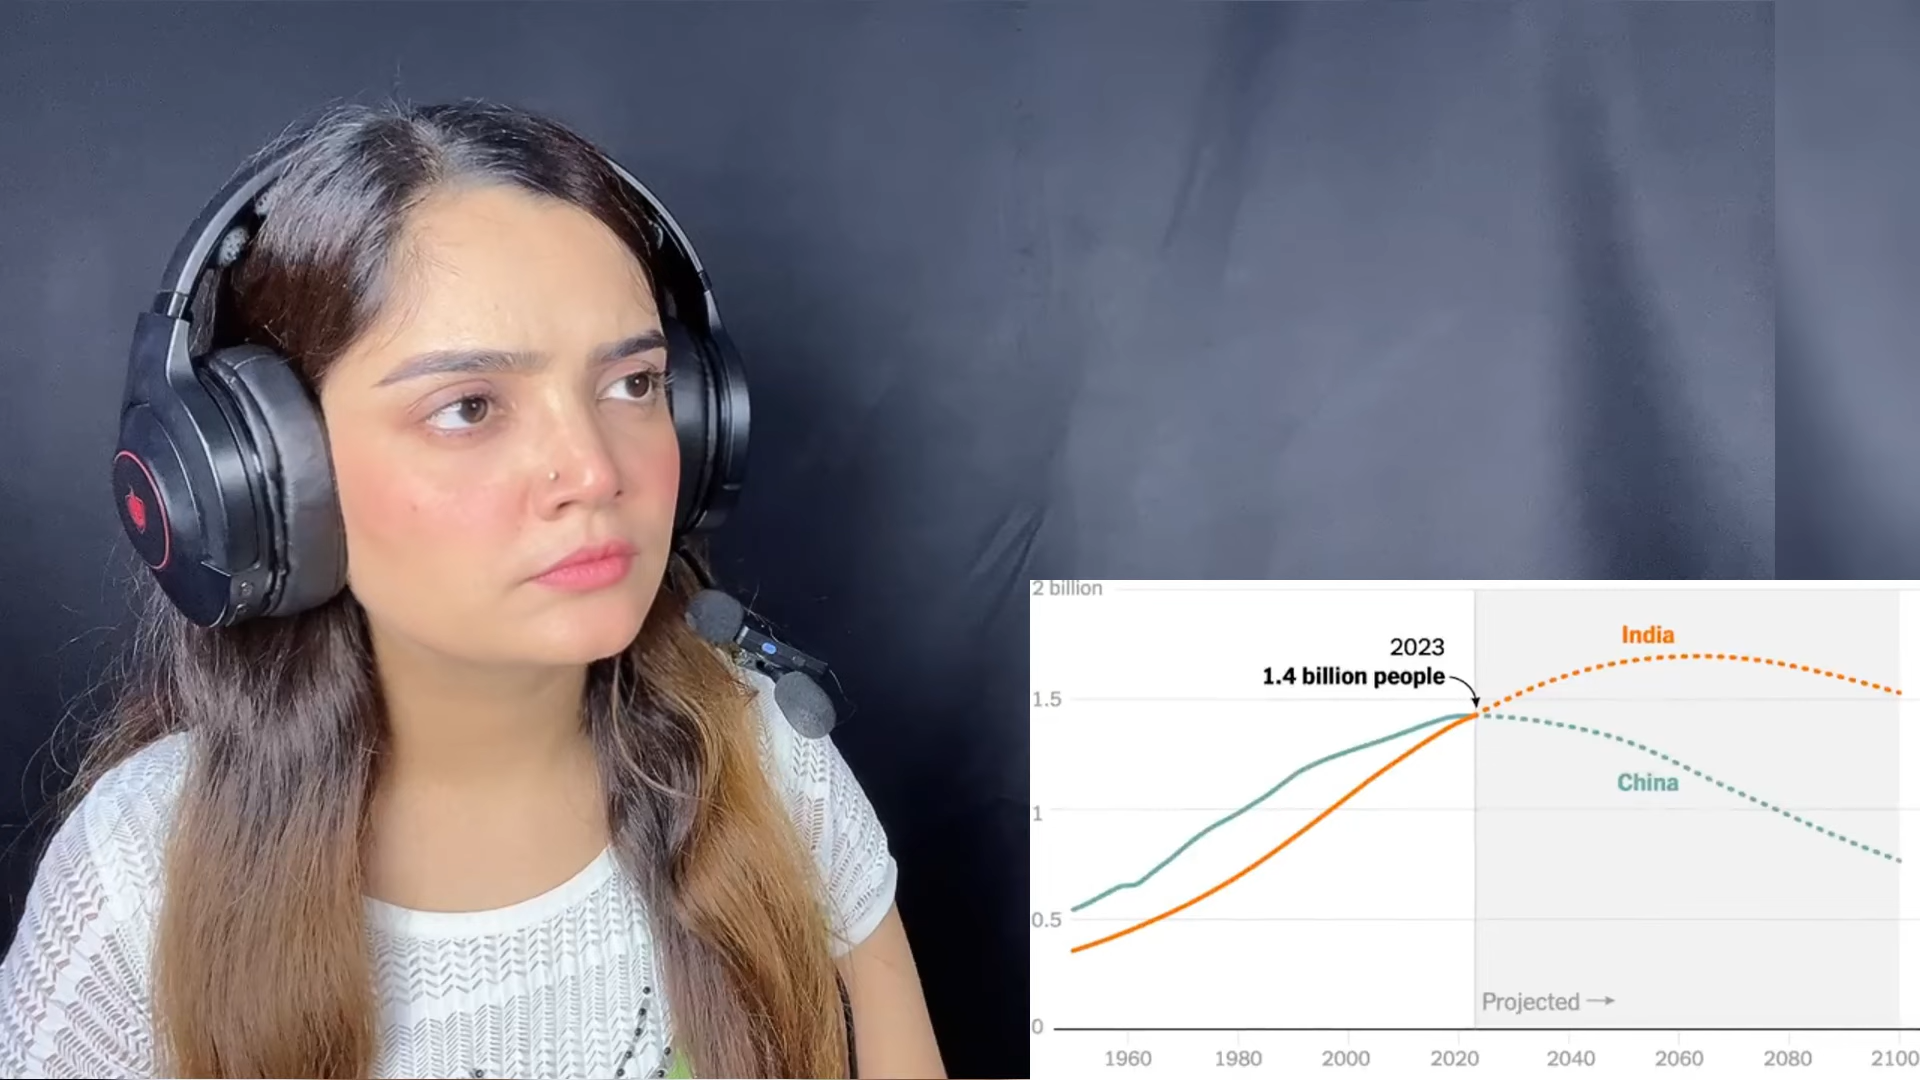 2 billion
India
2023
1.4 billion people
1.5
China
1
0.5
Projected →
0
1960 1980 2000 2020 2040 2060 2080 2100